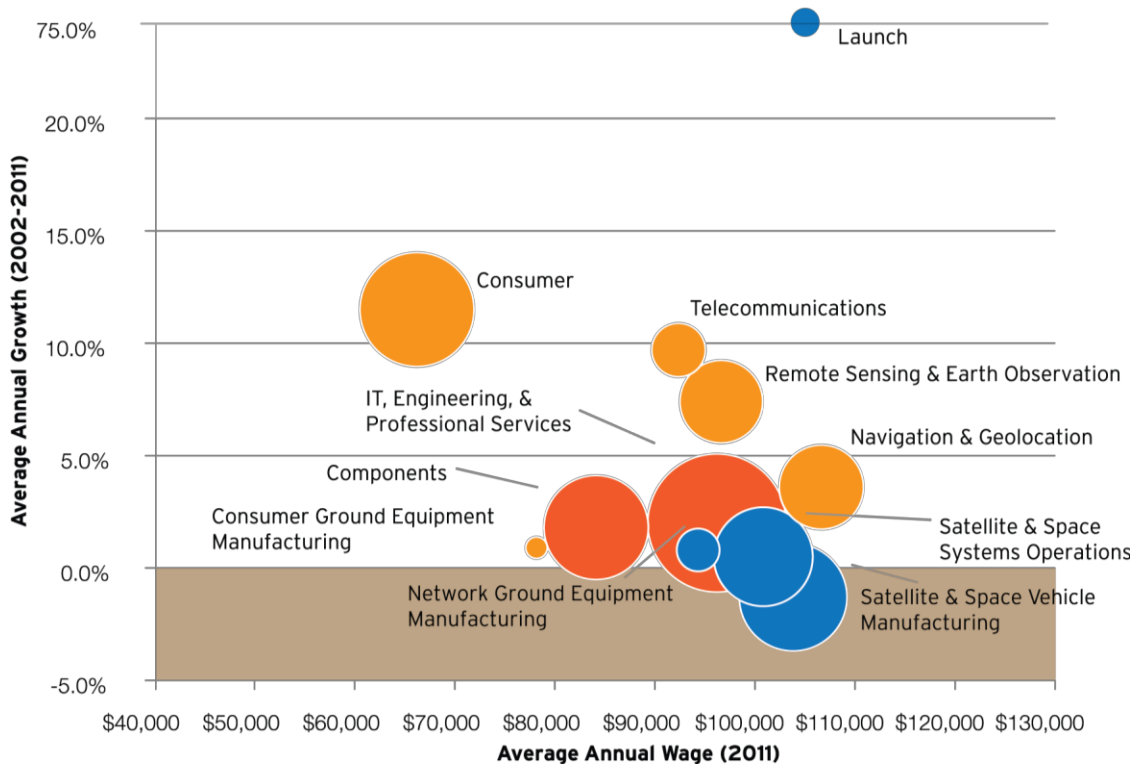 75.0%
Launch
20.0%
15.0%
Consumer
Telecommunications
10.0%
Remote Sensing & Earth Observation
IT, Engineering, &
Professional Services
Navigation & Geolocation
5.0%
Components
Consumer Ground Equipment
Manufacturing
Satellite & Space
Systems Operations
0.0%
Network Ground Equipment
Manufacturing
Satellite & Space Vehicle
Manufacturing
-5.0%
Average Annual Growth (2002-2011)
$40,000 $50,000 $60,000 $70,000 $80,000 $90,000 $100,000 $110,000 $120,000 $130,000
Average Annual Wage (2011)